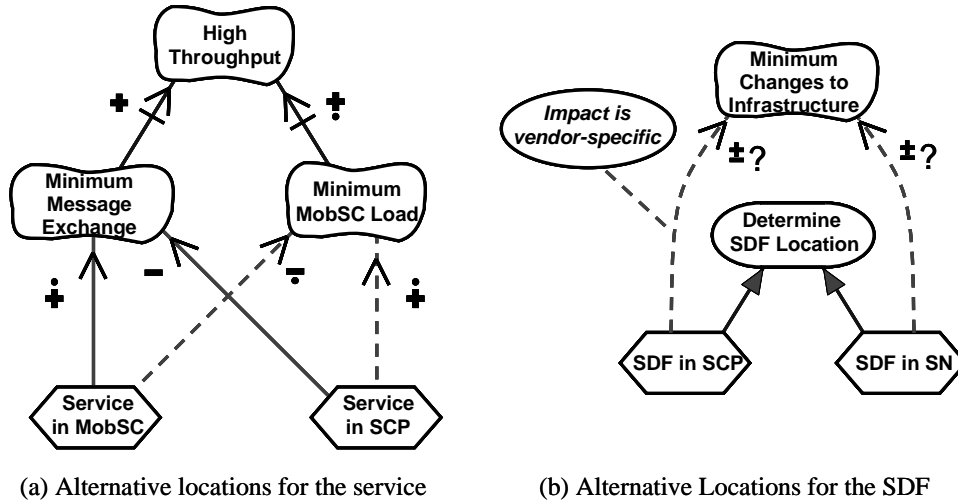 High
Throughput
+
+
Minimum
Message
Exchange
Minimum
MobSC Load
+
−
−
+
Service
in MobSC
Service
in SCP
(a) Alternative locations for the service
Minimum
Changes to
Infrastructure
Impact is
vendor-specific
±?
±?
Determine
SDF Location
SDF in SCP
SDF in SN
(b) Alternative Locations for the SDF